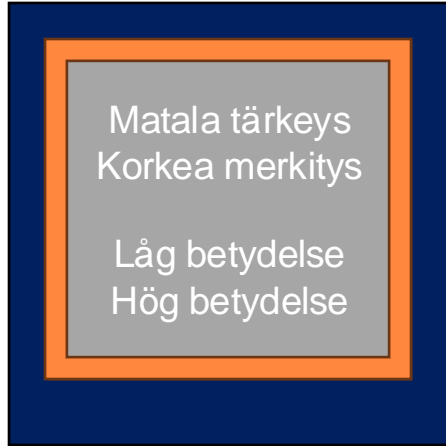 Matala tärkeys
Korkea merkitys
Låg betydelse
Hög betydelse